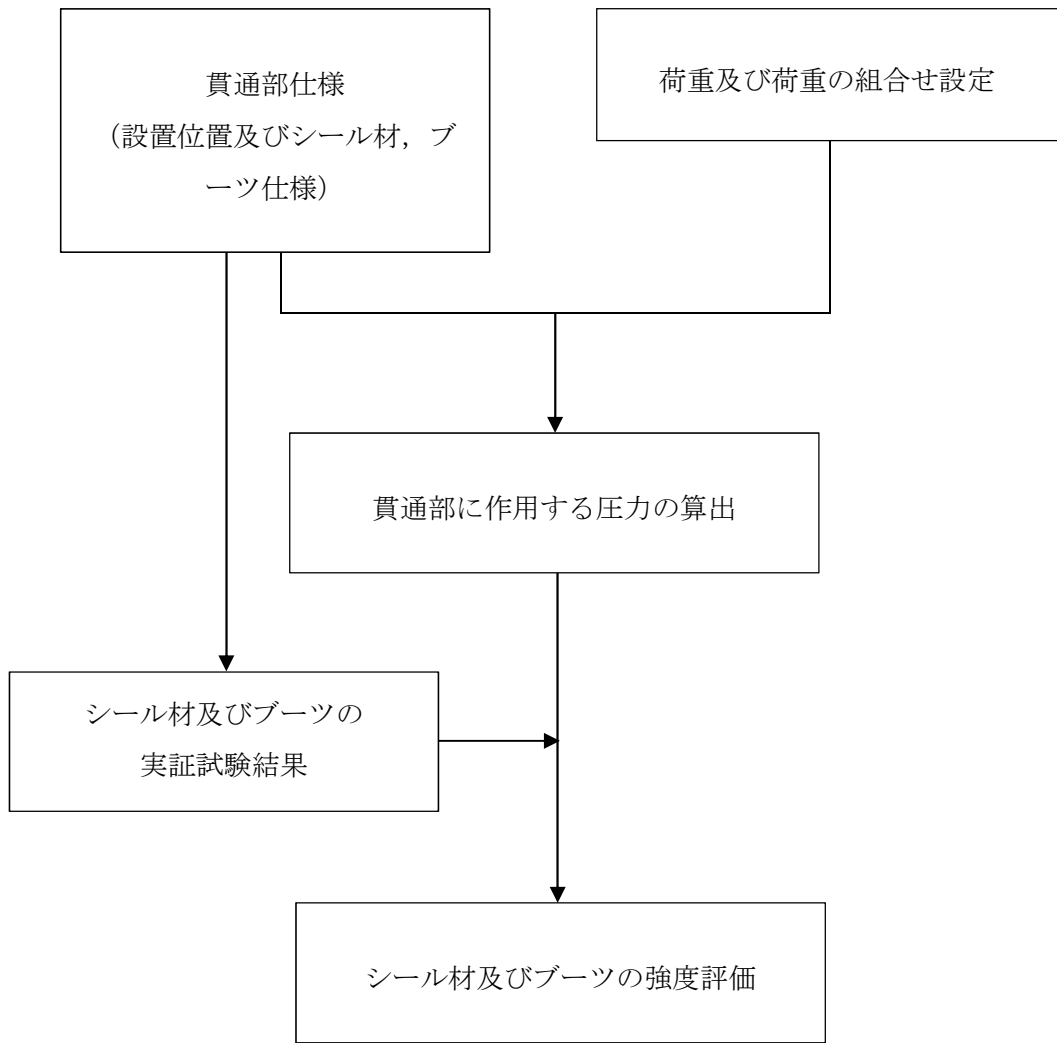 貫通部仕様
（設置位置及びシール材，ブ
ーツ仕様）
荷重及び荷重の組合せ設定
貫通部に作用する圧力の算出
シール材及びブーツの
実証試験結果
シール材及びブーツの強度評価